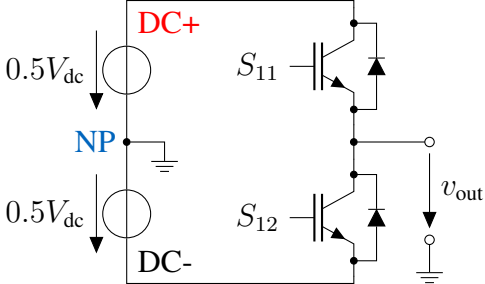 DC+
0.5V_dc
S_11
NP
0.5V_dc
S_12
v_out
DC-